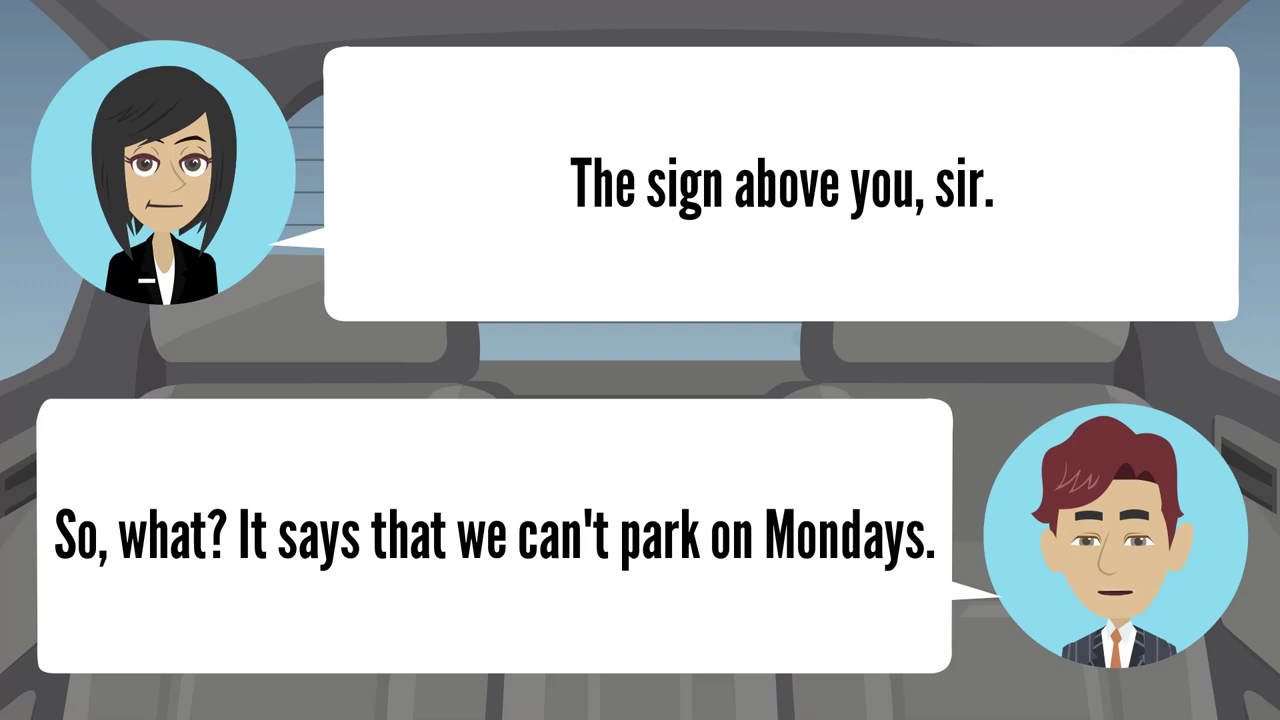 The sign above you, sir.
So, what? It says that we can't park on Mondays.